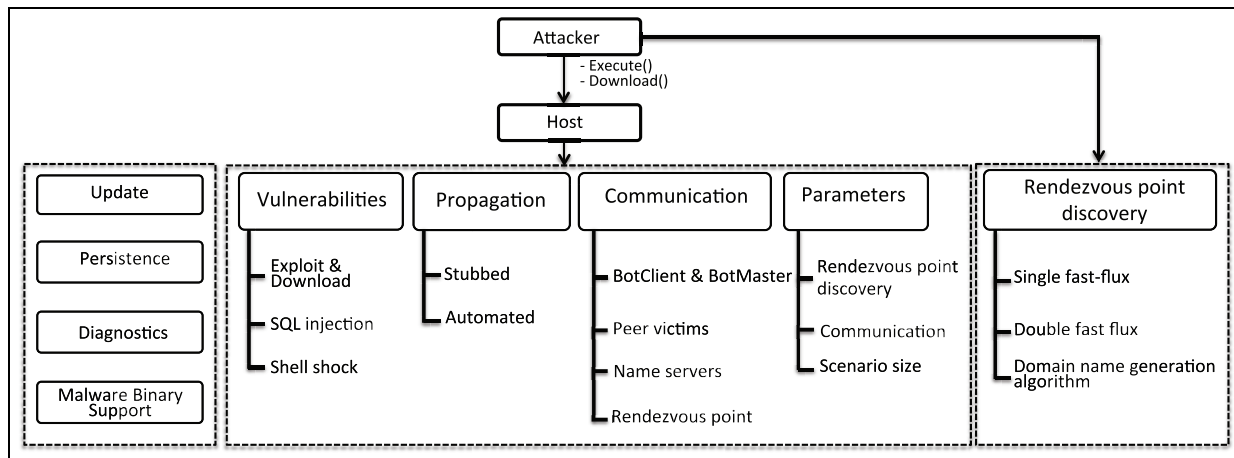 Attacker
- Execute()
- Download()
Host
Update
Persistence
Diagnostics
Malware Binary
Support
Vulnerabilities
Exploit &
Download
SQL injection
Shell shock
Propagation
Stubbed
Automated
Communication
BotClient & BotMaster
Peer victims
Name servers
Rendezvous point
Parameters
Rendezvous point
discovery
Communication
Scenario size
Rendezvous point
discovery
Single fast-flux
Double fast flux
Domain name generation
algorithm